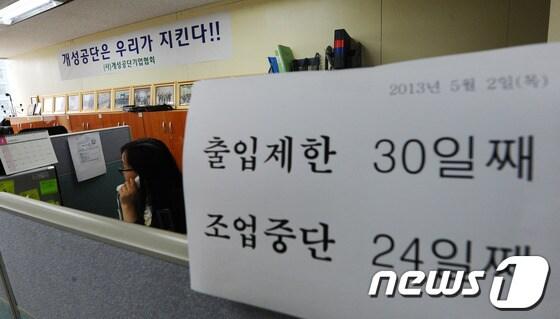 개성공단은 우리가 지킨다!!
(사)개성공단기업협회
2013년 5월 2일(목)
출입제한 30일째
조업중단 24일째
news1